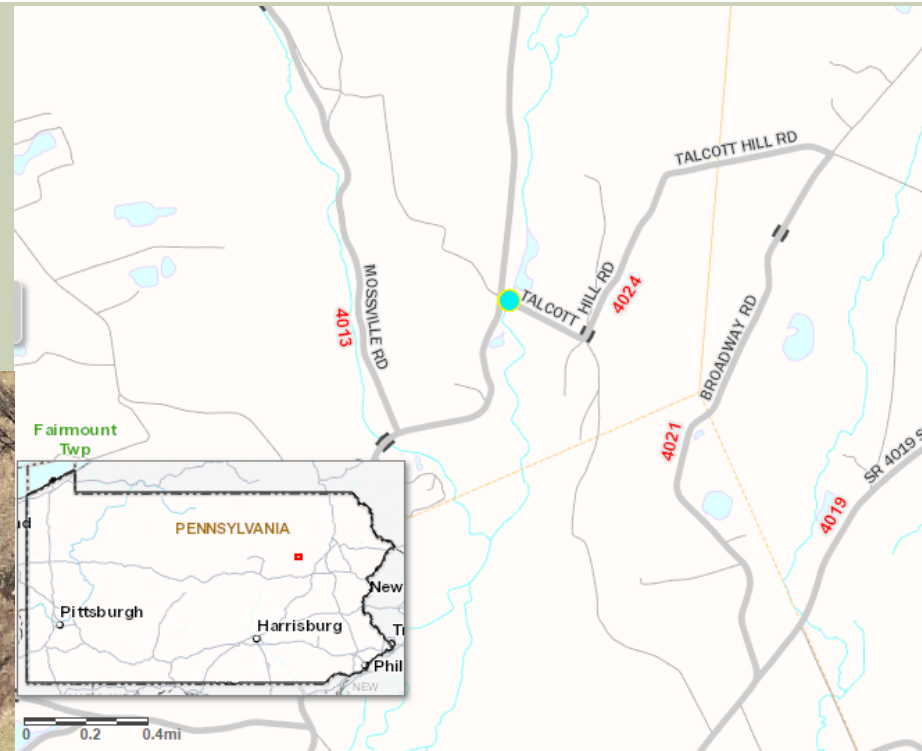 TALCOTT HILL RD
MOSSVILLE RD
4013
TALCOTT
HILL RD
4024
BROADWAY RD
4021
SR 4019
4019
Fairmount
Twp
PENNSYLVANIA
Pittsburgh
Harrisburg
New
Phil
NEW
0
0.2
0.4mi